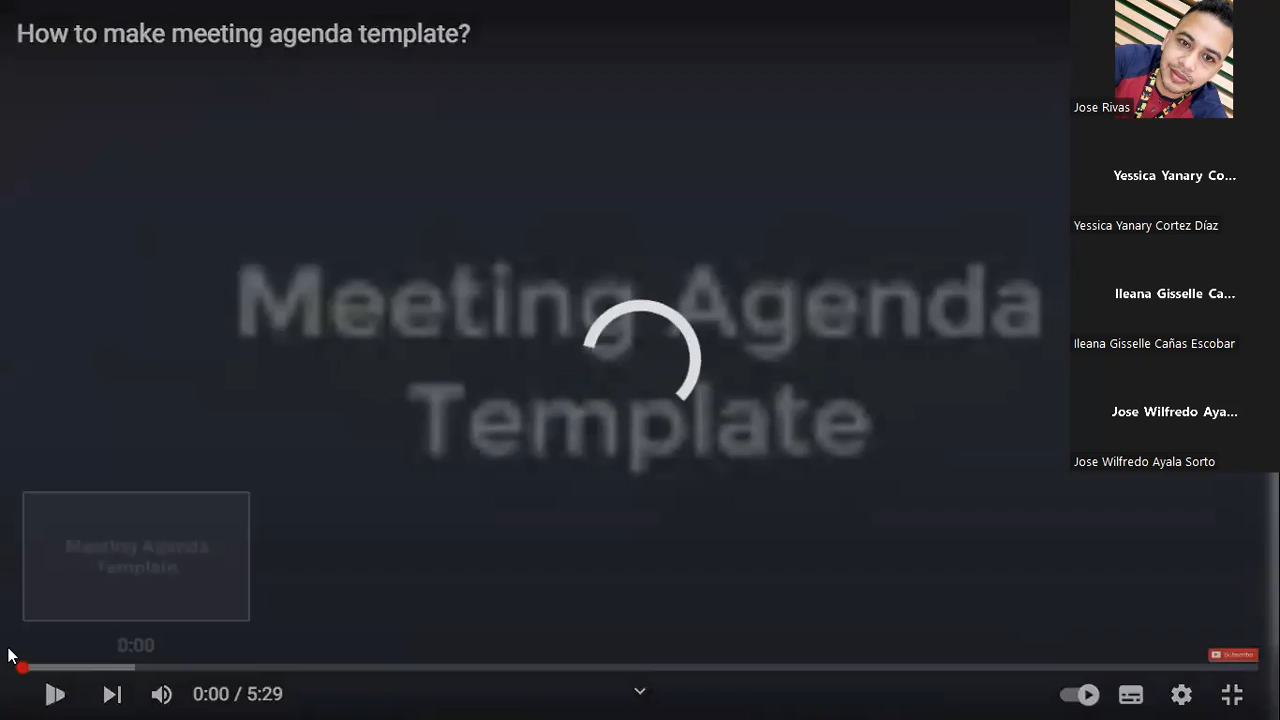 How to make meeting agenda template?
Jose Rivas
Yessica Yanary Co...
Yessica Yanary Cortez Díaz
Ileana Gisselle Ca...
Ileana Gisselle Cañas Escobar
Jose Wilfredo Aya...
Jose Wilfredo Ayala Sorto
Meeting Agenda
Template
Meeting Agenda
Template
0:00
Subscribe
0:00 / 5:29